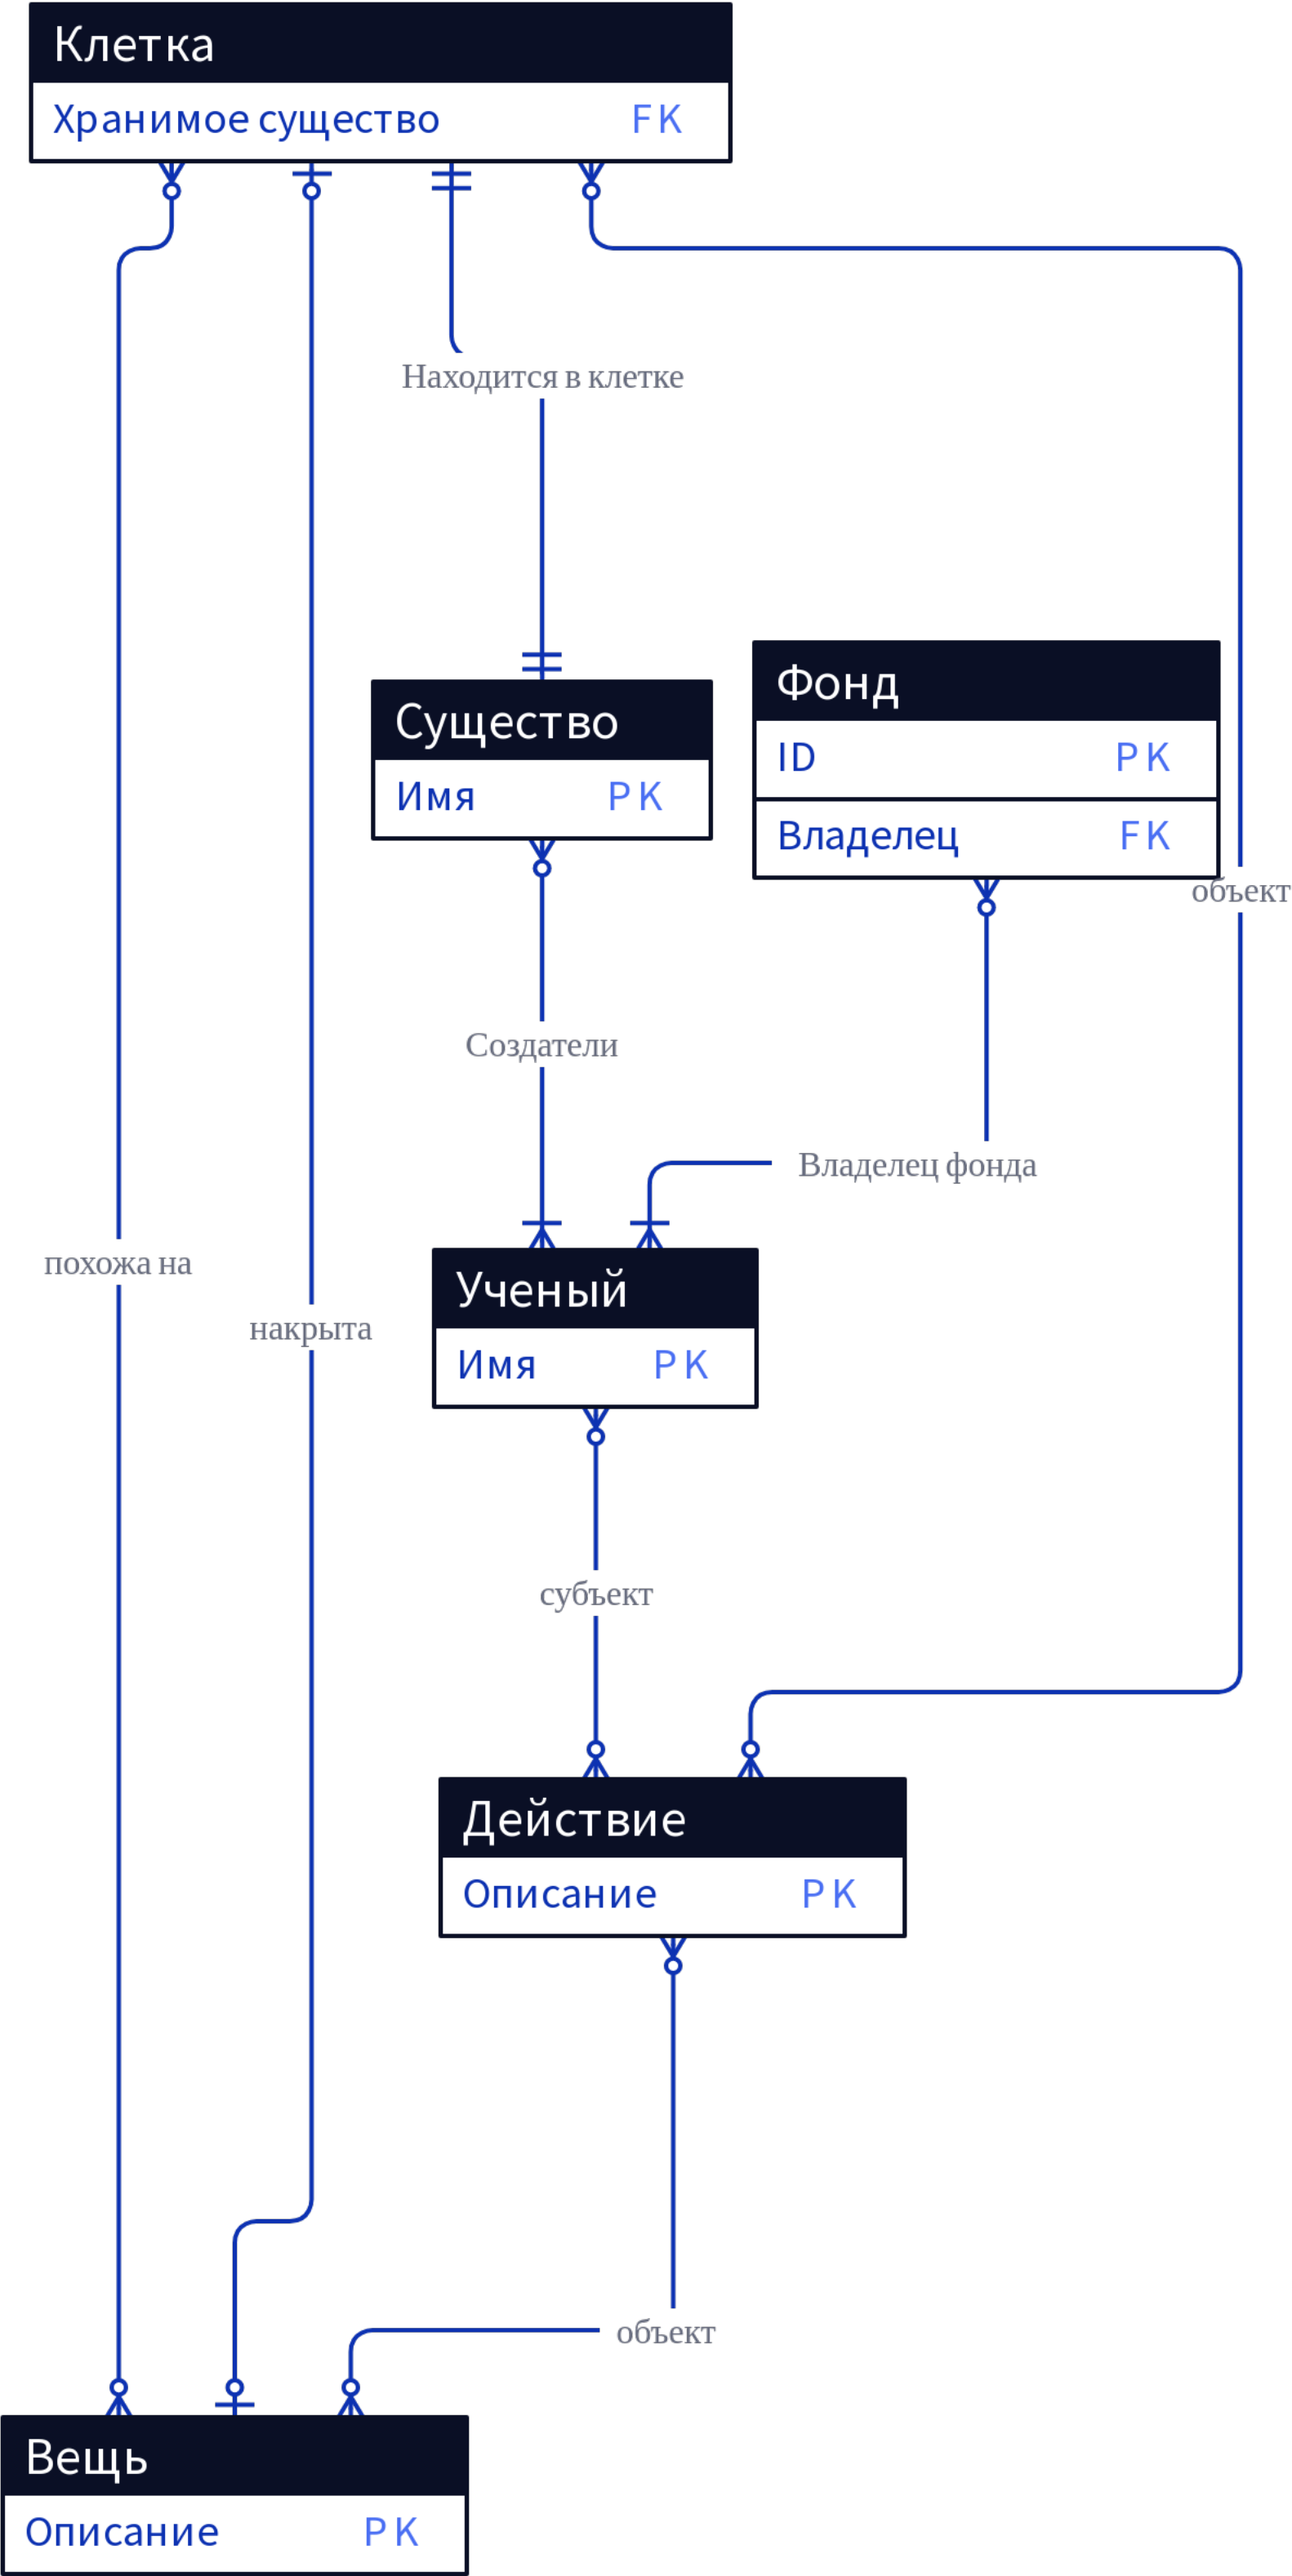 Клетка
Хранимое существо FK
Находится в клетке
Существо
Имя PK
Фонд
ID PK
Владелец FK
объект
Создатели
Владелец фонда
похожа на
накрыта
Ученый
Имя PK
субъект
Действие
Описание PK
объект
Вещь
Описание PK